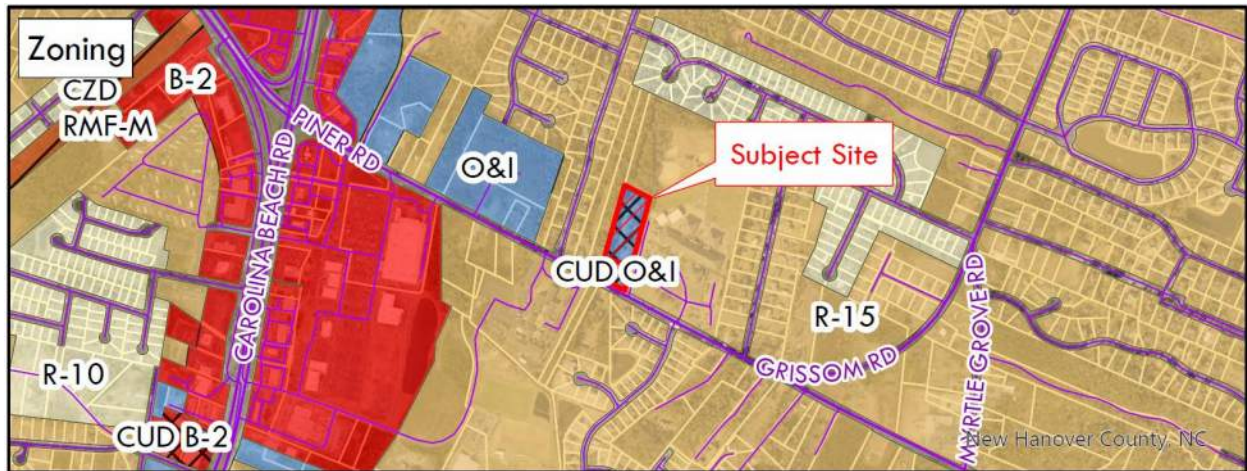 Zoning
CZD
RMF-M
B-2
PINER RD
O&I
Subject Site
CAROLINA BEACH RD
CUD O&I
R-15
GRISSOM RD
MYRTLE GROVE RD
R-10
CUD B-2
New Hanover County, NC